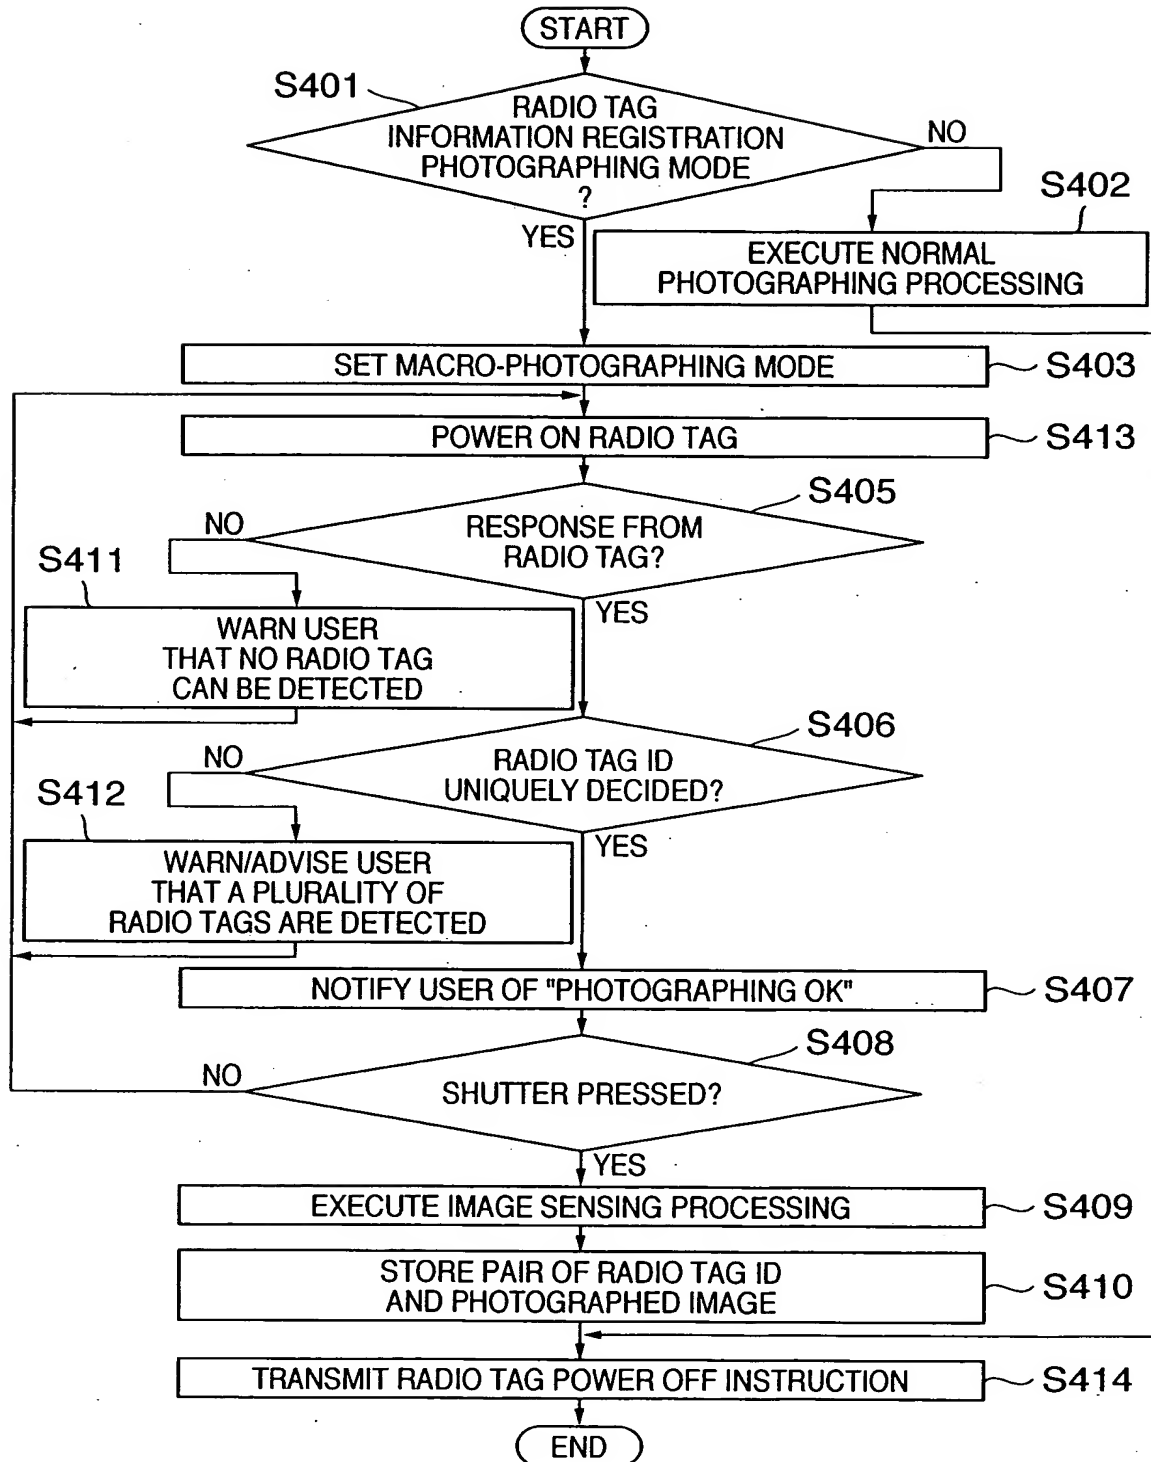 START
S401
RADIO TAG
INFORMATION REGISTRATION
PHOTOGRAPHING MODE
?
NO
YES
S402
EXECUTE NORMAL
PHOTOGRAPHING PROCESSING
SET MACRO-PHOTOGRAPHING MODE
S403
POWER ON RADIO TAG
S413
S405
RESPONSE FROM
RADIO TAG?
NO
YES
S411
WARN USER
THAT NO RADIO TAG
CAN BE DETECTED
S406
RADIO TAG ID
UNIQUELY DECIDED?
NO
YES
S412
WARN/ADVISE USER
THAT A PLURALITY OF
RADIO TAGS ARE DETECTED
NOTIFY USER OF "PHOTOGRAPHING OK"
S407
S408
SHUTTER PRESSED?
NO
YES
EXECUTE IMAGE SENSING PROCESSING
S409
STORE PAIR OF RADIO TAG ID
AND PHOTOGRAPHED IMAGE
S410
TRANSMIT RADIO TAG POWER OFF INSTRUCTION
S414
END